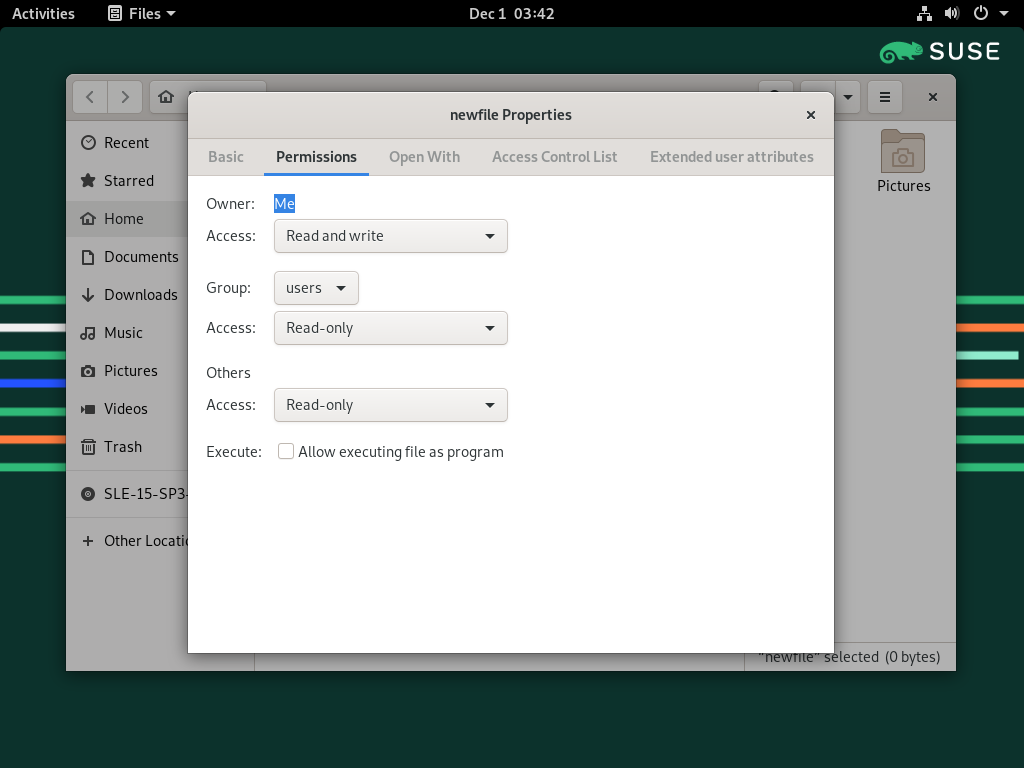 Activities Files Dec 1 03:42
SUSE
newfile Properties
Basic Permissions Open With Access Control List Extended user attributes
Recent
Starred
Home
Documents
Downloads
Music
Pictures
Videos
Trash
SLE-15-SP3-
Other Locatio
Owner: Me
Access: Read and write
Group: users
Access: Read-only
Others
Access: Read-only
Execute: Allow executing file as program
Pictures
"newfile" selected (0 bytes)